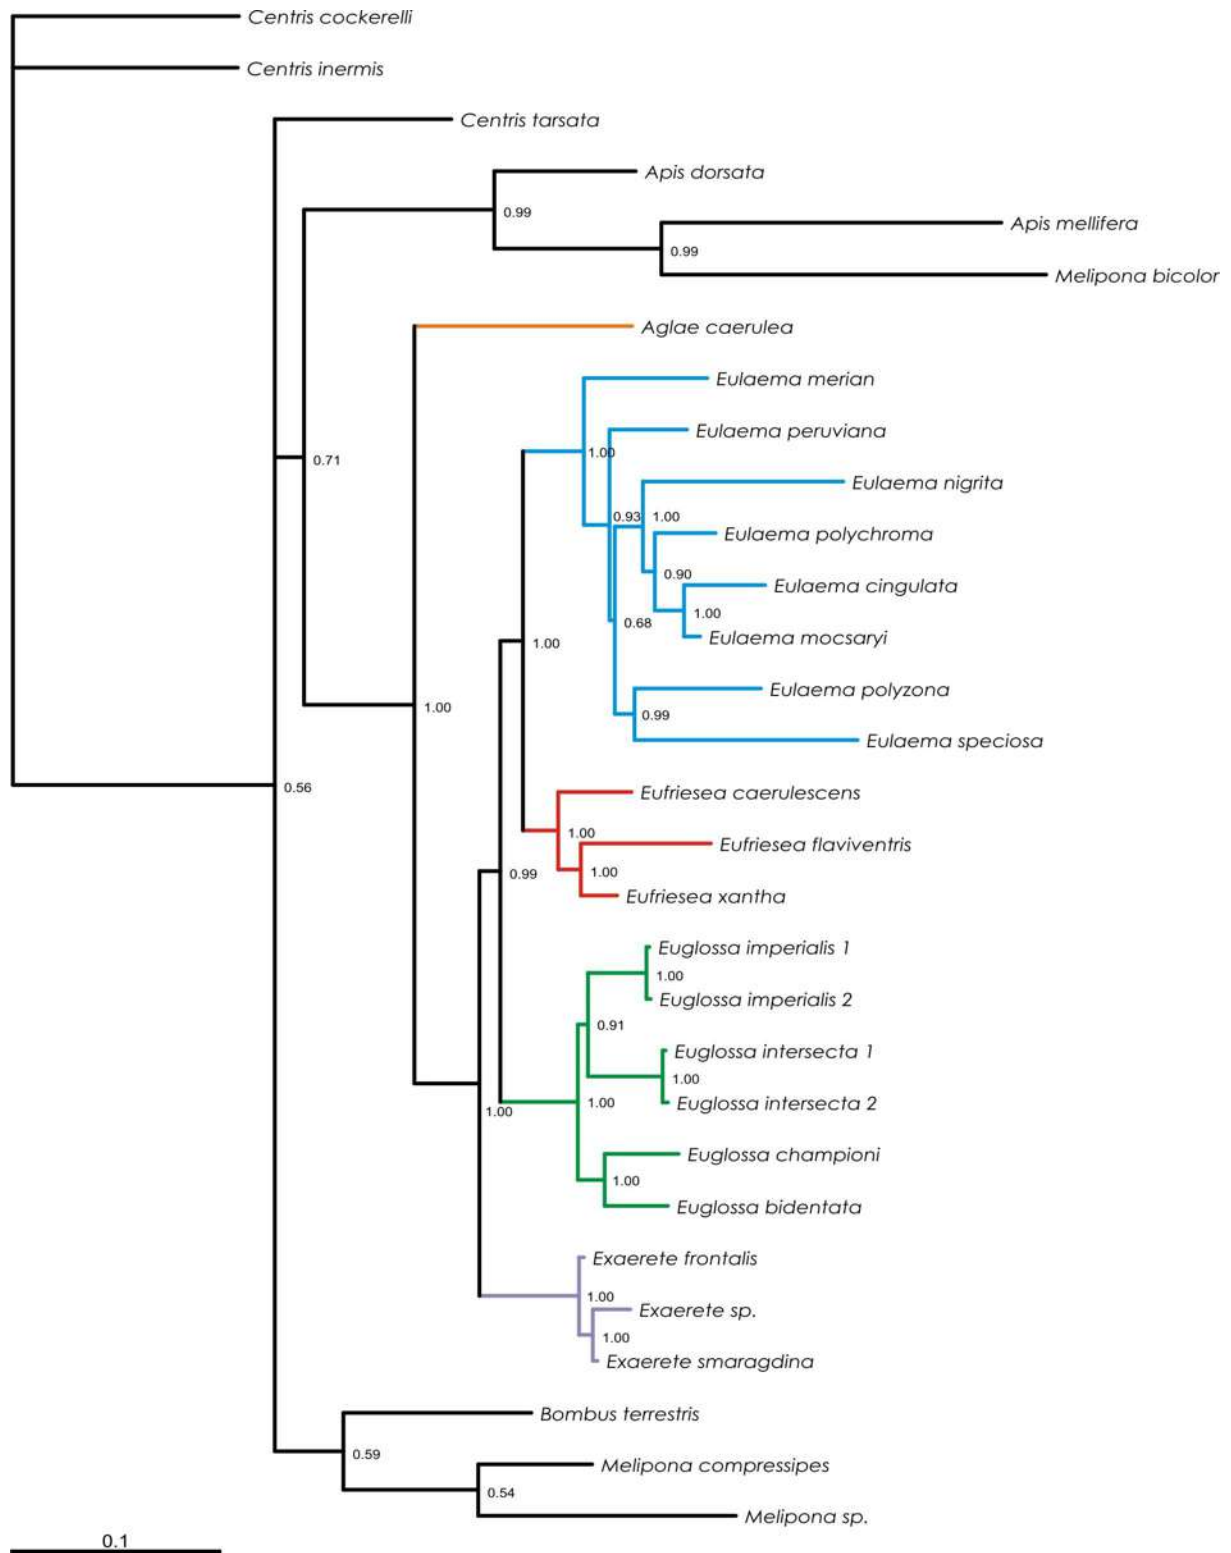 Centris cockerelli
Centris inermis
Centris tarsata
Apis dorsata
0.99
Apis mellifera
0.99
Melipona bicolor
Aglae caerulea
Eulaema merian
Eulaema peruviana
1.00
0.71
Eulaema nigrita
0.93
1.00
Eulaema polychroma
0.90
Eulaema cingulata
1.00
0.68
Eulaema mocsaryi
1.00
Eulaema polyzona
1.00
0.99
Eulaema speciosa
0.56
Eufriesea caerulescens
1.00
Eufriesea flaviventris
1.00
0.99
Eufriesea xantha
Euglossa imperialis 1
1.00
Euglossa imperialis 2
0.91
Euglossa intersecta 1
1.00
Euglossa intersecta 2
1.00
1.00
Euglossa championi
1.00
Euglossa bidentata
Exaerete frontalis
1.00
Exaerete sp.
1.00
Exaerete smaragdina
Bombus terrestris
0.59
Melipona compressipes
0.54
Melipona sp.
0.1